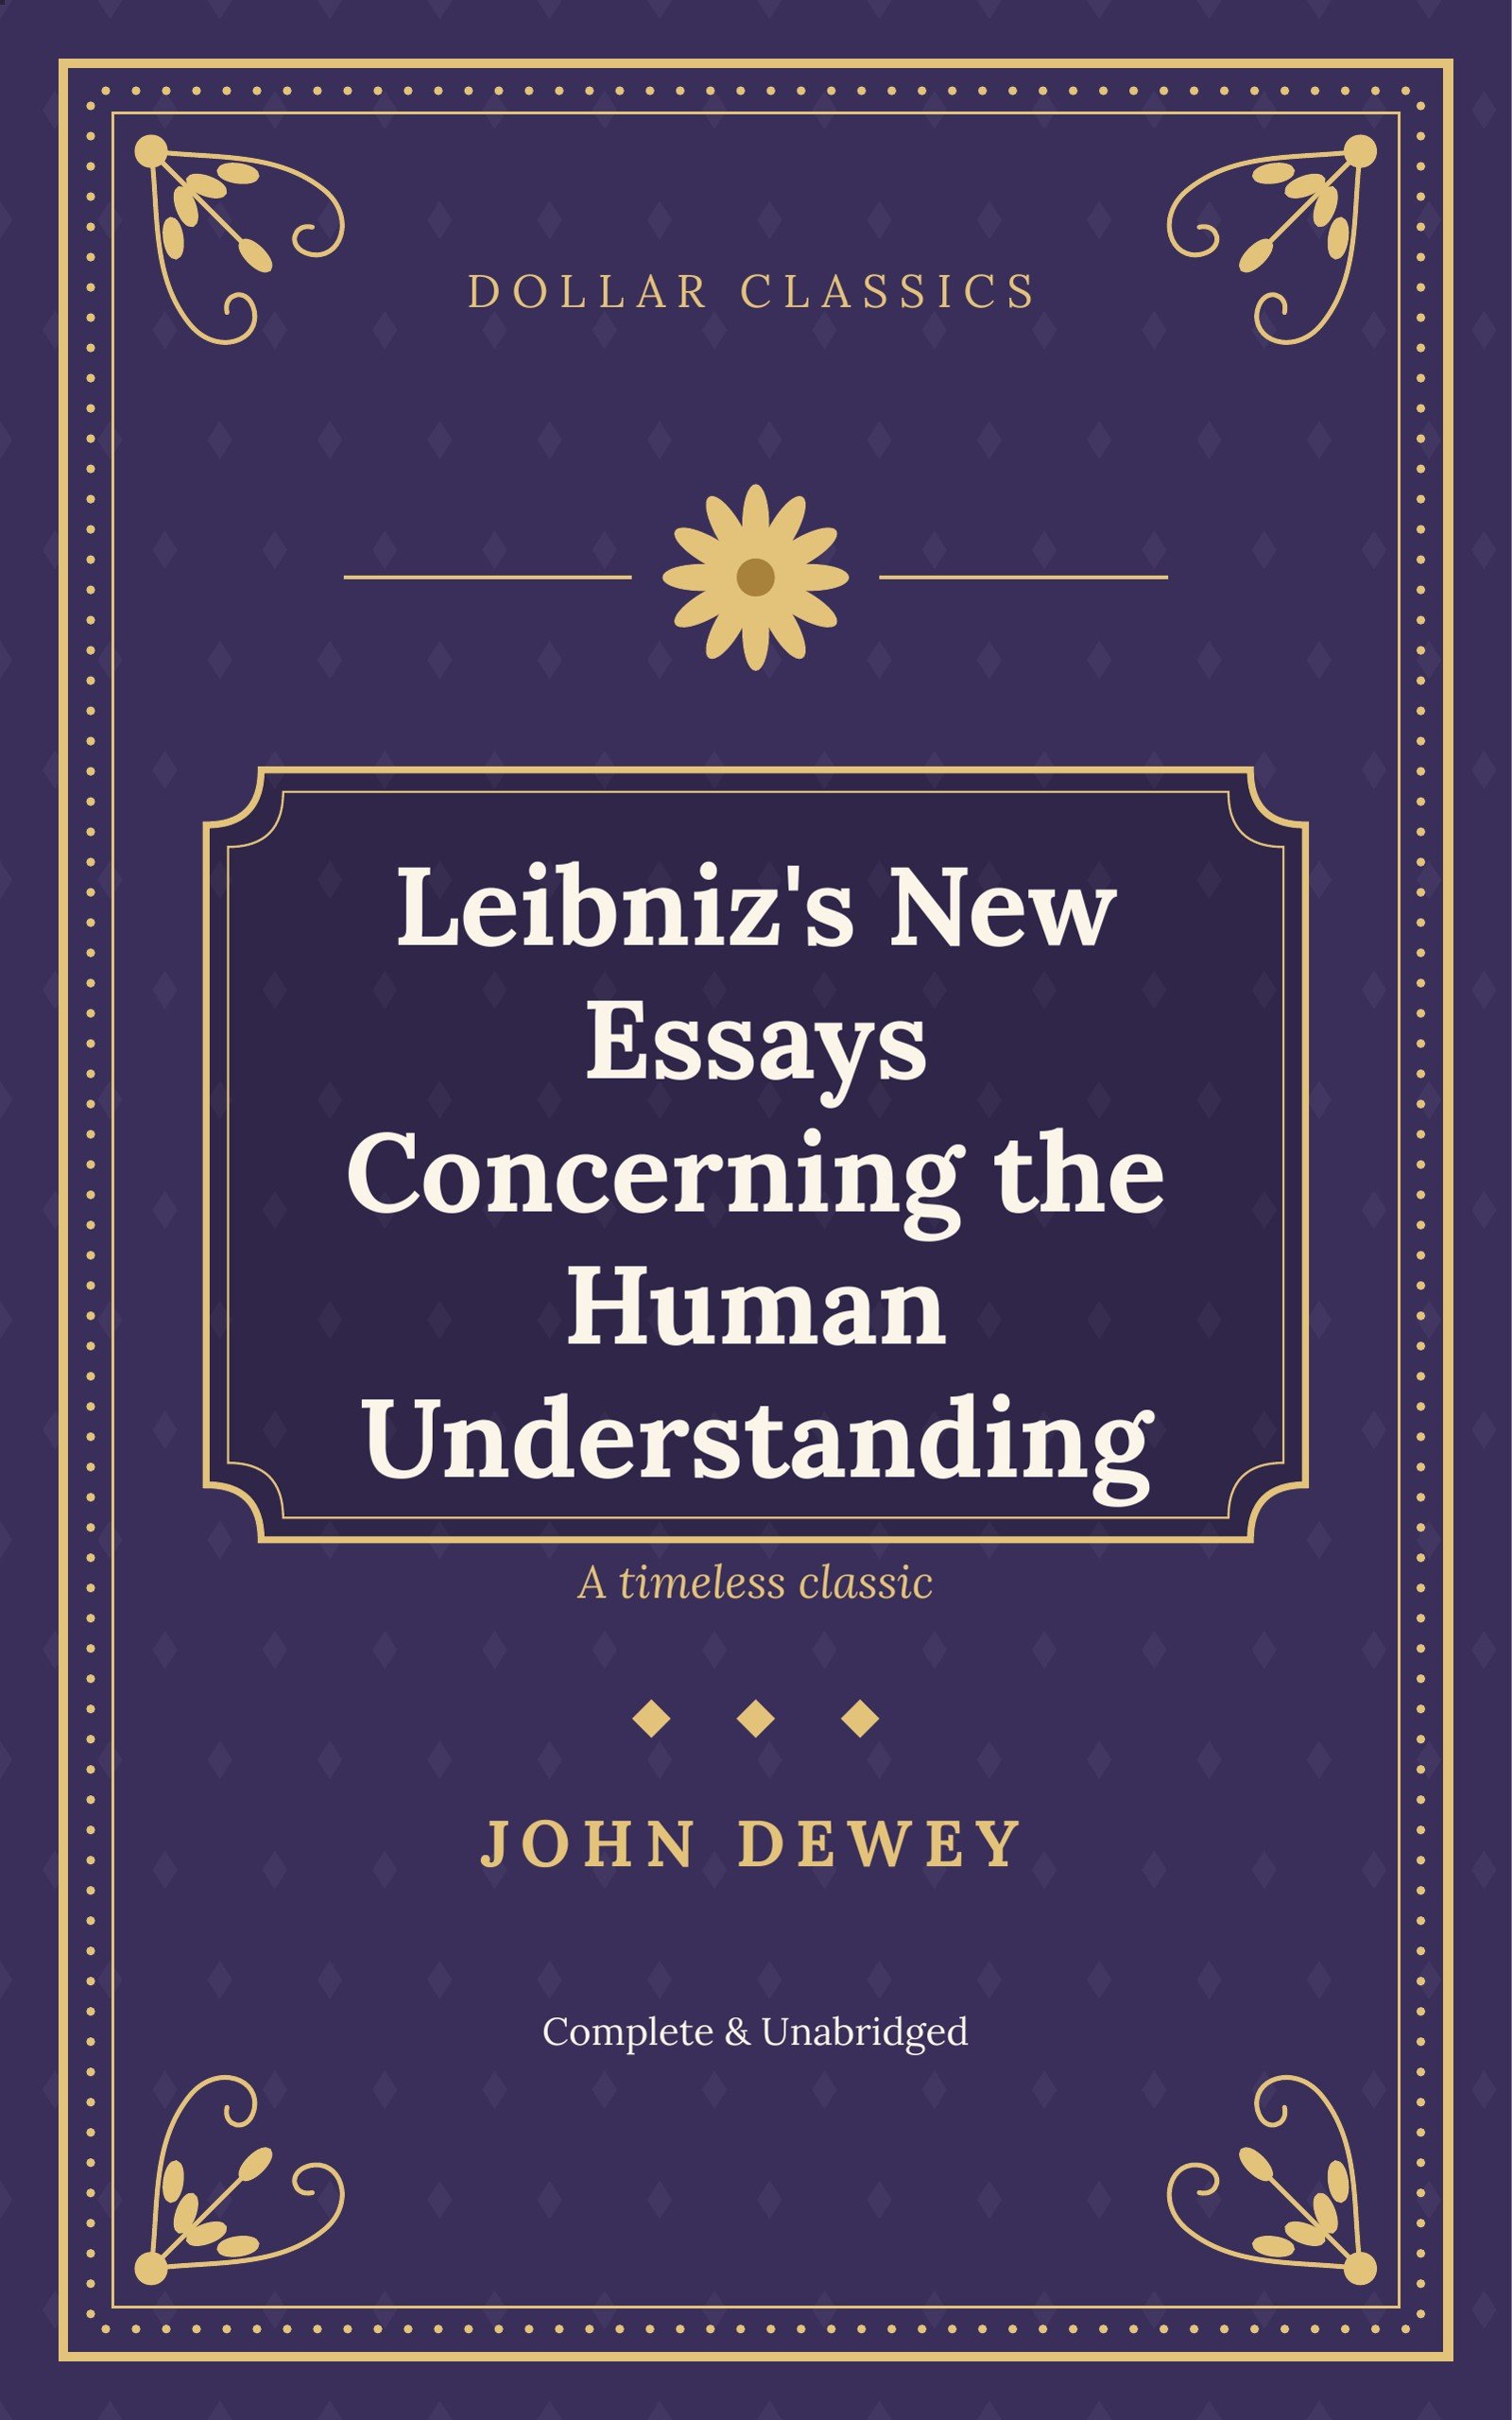 DOLLAR CLASSICS
Leibniz's New
Essays
Concerning the
Human
Understanding
A timeless classic
JOHN DEWEY
Complete & Unabridged